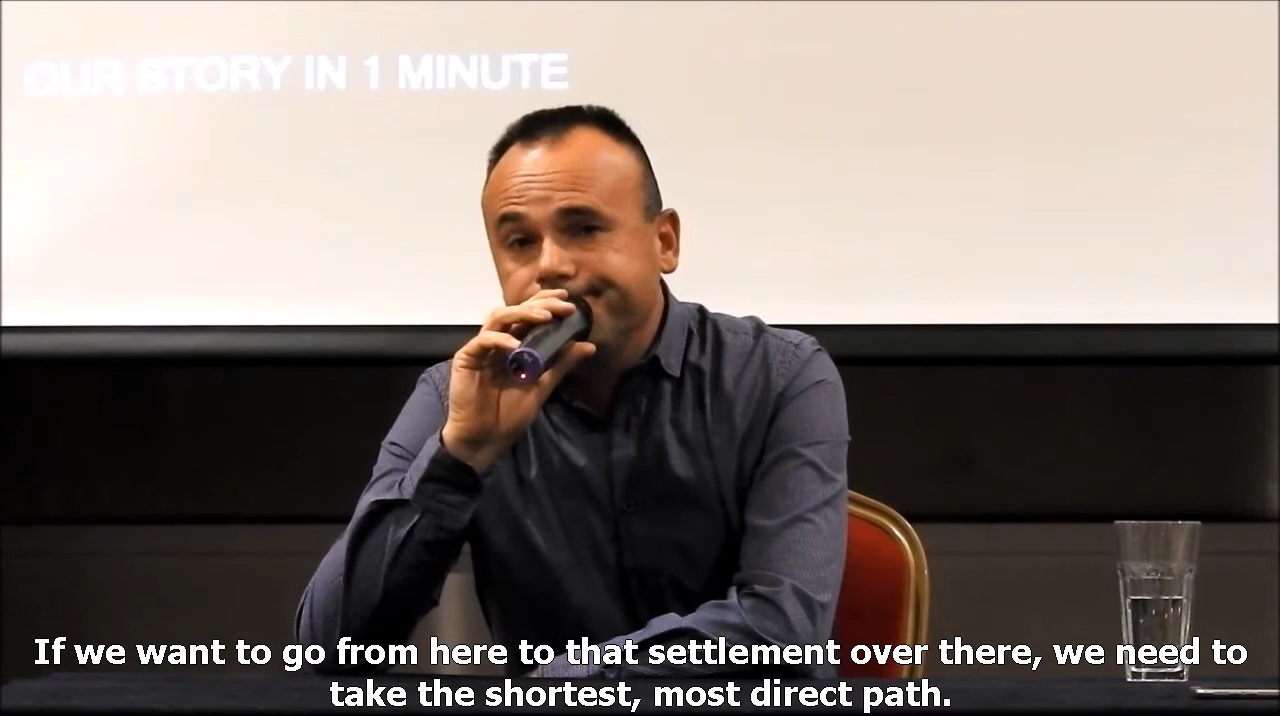 OUR STORY IN 1 MINUTE
If we want to go from here to that settlement over there, we need to
take the shortest, most direct path.